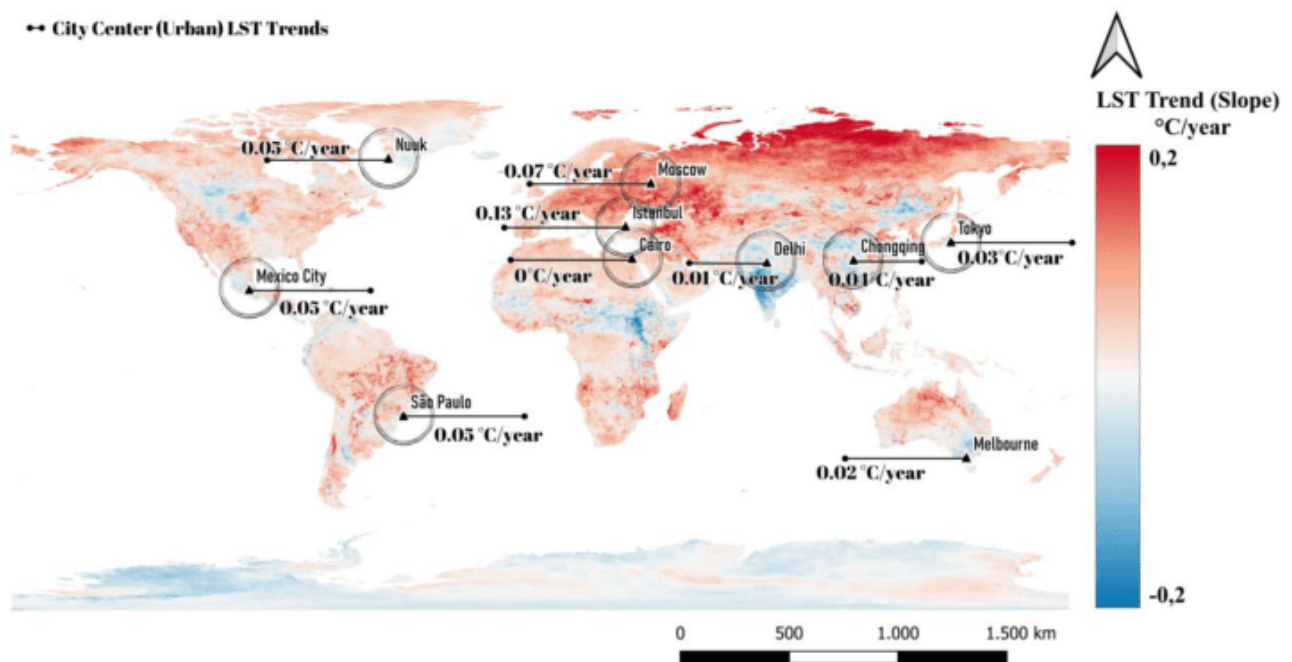 City Center (Urban) LST Trends
LST Trend (Slope)
°C/year
0,2
-0,2
Nuuk
0.05 °C/year
Moscow
-0.07 °C/year
Istanbul
0.13 °C/year
Cairo
0°C/year
Delhi
0.01 °C/year
Chongqing
0.04 °C/year
Tokyo
0.03°C/year
Mexico City
0.05 °C/year
São Paulo
0.05 °C/year
Melbourne
0.02 °C/year
0 500 1.000 1.500 km